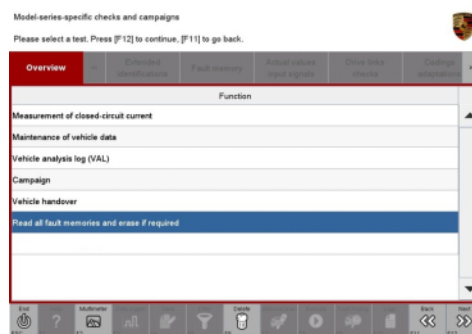 Model-series-specific checks and campaigns
Please select a test. Press [F12] to continue, [F11] to go back.
Overview
Extended identifications
Fault memory
Actual values input signals
Drive links checks
Codings adaptations
Function
Measurement of closed-circuit current
Maintenance of vehicle data
Vehicle analysis log (VAL)
Campaign
Vehicle handover
Read all fault memories and erase if required
End
Multimeter
Delete
Back
Next
F8
F11
F12